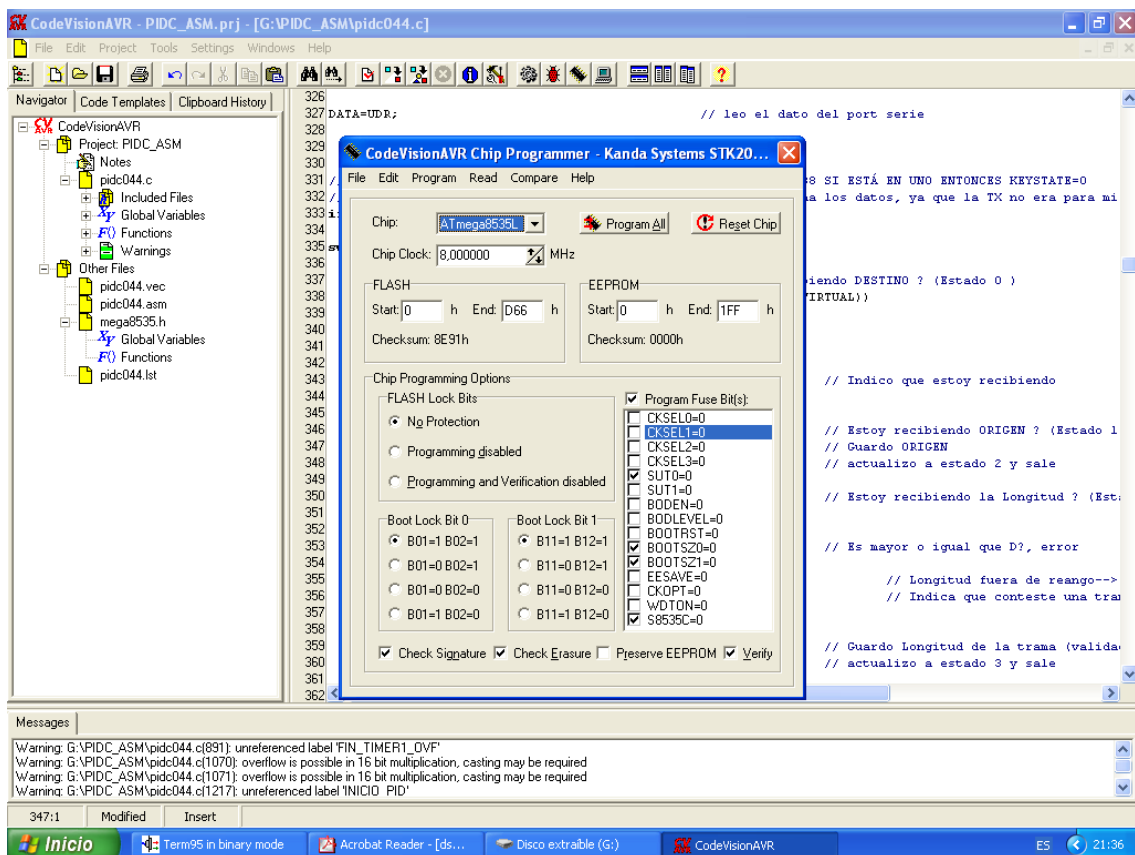 CodeVisionAVR - PIDC_ASM.prj - [G:\PIDC_ASM\pidc044.c]
File Edit Project Tools Settings Windows Help
Navigator Code Templates Clipboard History
CodeVisionAVR
Project: PIDC_ASM
Notes
pidc044.c
Included Files
Global Variables
Functions
Warnings
Other Files
pidc044.vec
pidc044.asm
mega8535.h
Global Variables
Functions
pidc044.lst
326
327 DATA=UDR; // leo el dato del port serie
328
329
330
331 /
332 /
333 i
334
335
336
337
338
339
340
341
342
343
344
345
346
347
348
349
350
351
352
353
354
355
356
357
358
359
360
361
362
8 SI ESTÁ EN UNO ENTONCES KEYSTATE=0
a los datos, ya que la TX no era para mi
iendo DESTINO ? (Estado 0 )
IRTUAL))
// Indico que estoy recibiendo
// Estoy recibiendo ORIGEN ? (Estado 1
// Guardo ORIGEN
// actualizo a estado 2 y sale
// Estoy recibiendo la Longitud ? (Est
// Es mayor o igual que D?, error
// Longitud fuera de reango-->
// Indica que conteste una tra
// Guardo Longitud de la trama (valida
// actualizo a estado 3 y sale
CodeVisionAVR Chip Programmer - Kanda Systems STK20...
File Edit Program Read Compare Help
Chip: ATmega8535L Program All Reset Chip
Chip Clock: 8,000000 MHz
FLASH
Start: 0 h End: D66 h
Checksum: 8E91h
EEPROM
Start: 0 h End: 1FF h
Checksum: 0000h
Chip Programming Options
FLASH Lock Bits
No Protection
Programming disabled
Programming and Verification disabled
Boot Lock Bit 0
B01=1 B02=1
B01=0 B02=1
B01=0 B02=0
B01=1 B02=0
Boot Lock Bit 1
B11=1 B12=1
B11=0 B12=1
B11=0 B12=0
B11=1 B12=0
Program Fuse Bit(s):
CKSEL0=0
CKSEL1=0
CKSEL2=0
CKSEL3=0
SUT0=0
SUT1=0
BODEN=0
BODLEVEL=0
BOOTRST=0
BOOTSZ0=0
BOOTSZ1=0
EESAVE=0
CKOPT=0
WDTON=0
S8535C=0
Check Signature Check Erasure Preserve EEPROM Verify
Messages
Warning: G:\PIDC_ASM\pidc044.c(891): unreferenced label 'FIN_TIMER1_OVF'
Warning: G:\PIDC_ASM\pidc044.c(1070): overflow is possible in 16 bit multiplication, casting may be required
Warning: G:\PIDC_ASM\pidc044.c(1071): overflow is possible in 16 bit multiplication, casting may be required
Warning: G:\PIDC_ASM\pidc044.c(1217): unreferenced label 'INICIO_PID'
347:1 Modified Insert
Inicio Term95 in binary mode Acrobat Reader - [ds... Disco extraíble (G:) CodeVisionAVR ES 21:36